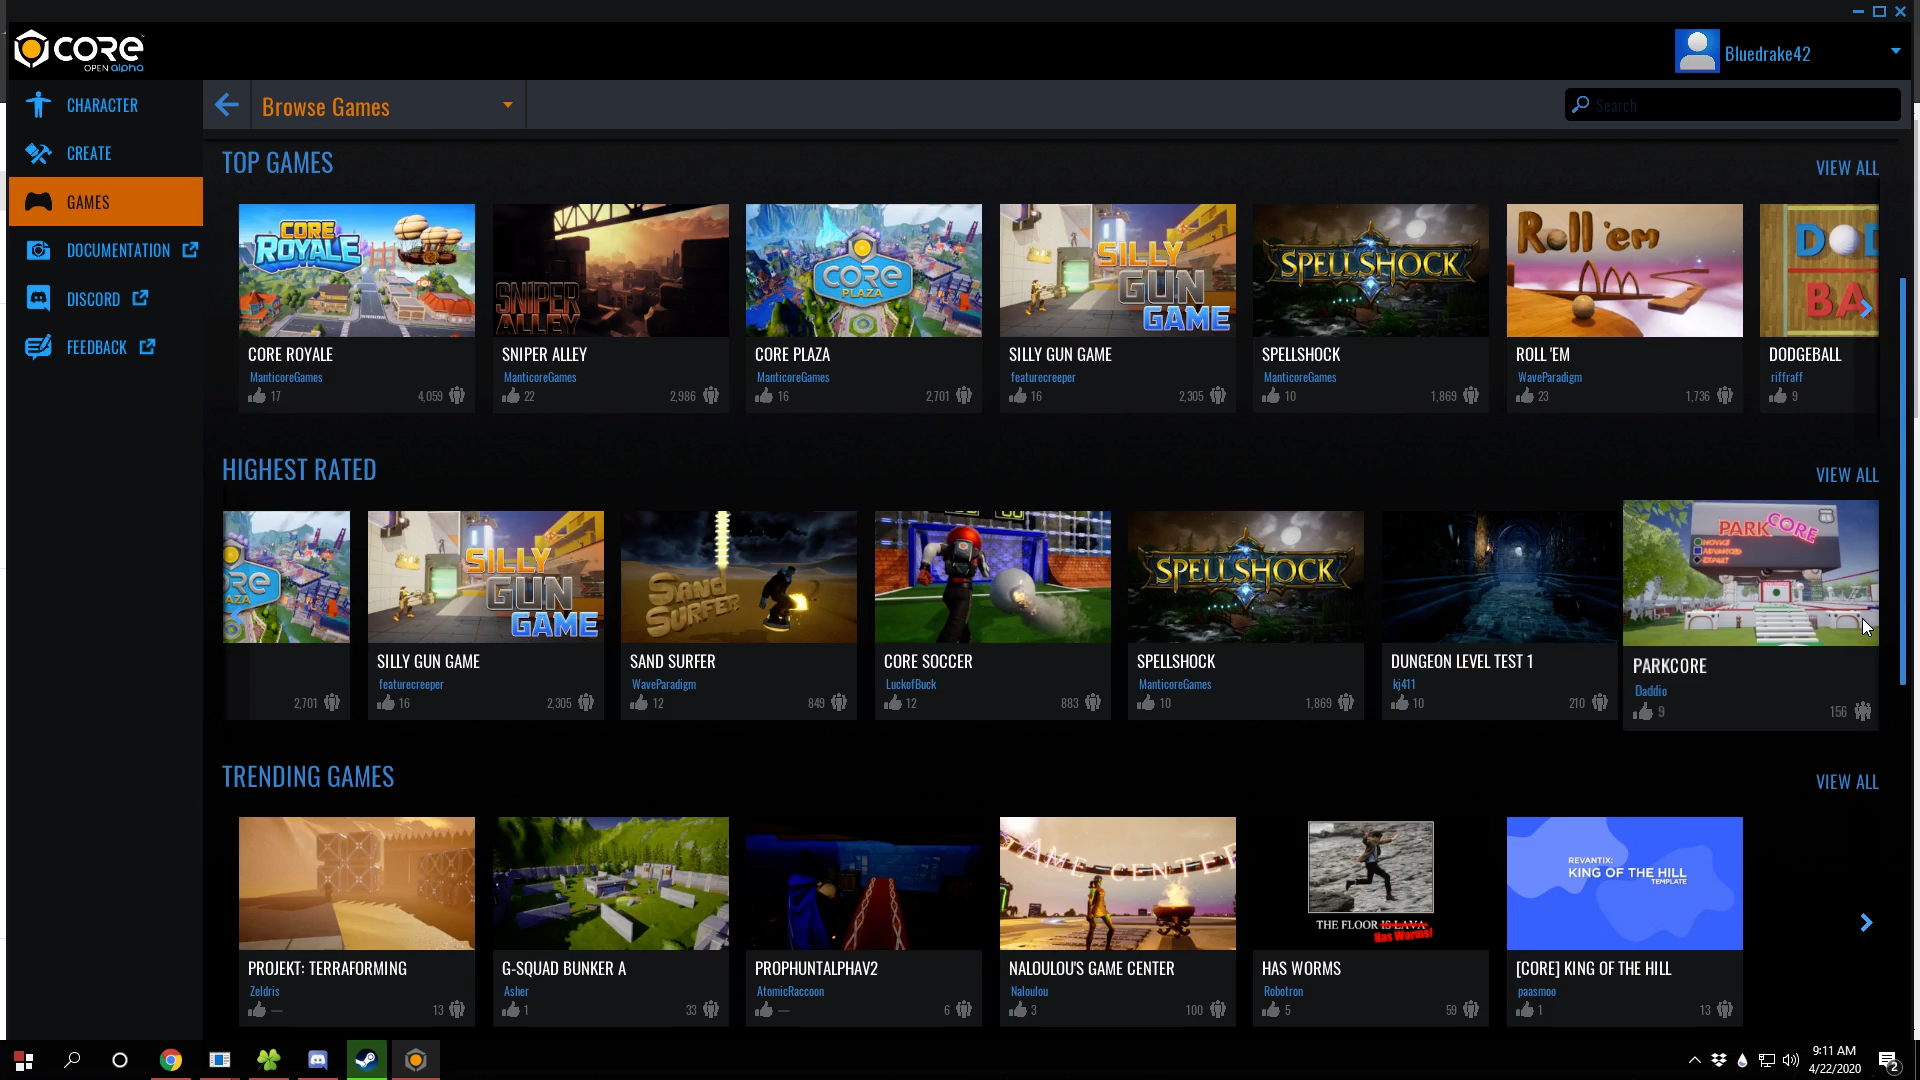 CORE
OPEN alpha
Bluedrake42
CHARACTER
CREATE
GAMES
DOCUMENTATION
DISCORD
FEEDBACK
Browse Games
Search
TOP GAMES
VIEW ALL
CORE ROYALE
SNIPER ALLEY
CORE PLAZA
SILLY GUN GAME
SPELLSHOCK
Roll 'em
DOD
BA
CORE ROYALE
SNIPER ALLEY
CORE PLAZA
SILLY GUN GAME
SPELLSHOCK
ROLL 'EM
DODGEBALL
ManticoreGames
ManticoreGames
ManticoreGames
featurecreeper
ManticoreGames
WaveParadigm
riffraff
17 4,059
22 2,986
16 2,701
16 2,305
10 1,869
23 1,736
9
HIGHEST RATED
VIEW ALL
ORE
AZA
SILLY GUN GAME
SAND SURFER
SPELLSHOCK
PARKCORE
NOVICE
ADVANCED
EXPERT
SILLY GUN GAME
SAND SURFER
CORE SOCCER
SPELLSHOCK
DUNGEON LEVEL TEST 1
PARKCORE
featurecreeper
WaveParadigm
LuckofBuck
ManticoreGames
kj411
Daddio
2,701
16 2,305
12 849
12 883
10 1,869
10 210
9 156
TRENDING GAMES
VIEW ALL
GAME CENTER
THE FLOOR IS LAVA
Has Worms!
REVANTIX:
KING OF THE HILL
TEMPLATE
PROJEKT: TERRAFORMING
G-SQUAD BUNKER A
PROPHUNTALPHAV2
NALOULOU'S GAME CENTER
HAS WORMS
[CORE] KING OF THE HILL
Zeldris
Asher
AtomicRaccoon
Naloulou
Robotron
paasmoo
— 13
1 33
— 6
3 100
5 59
1 13
9:11 AM
4/22/2020
2